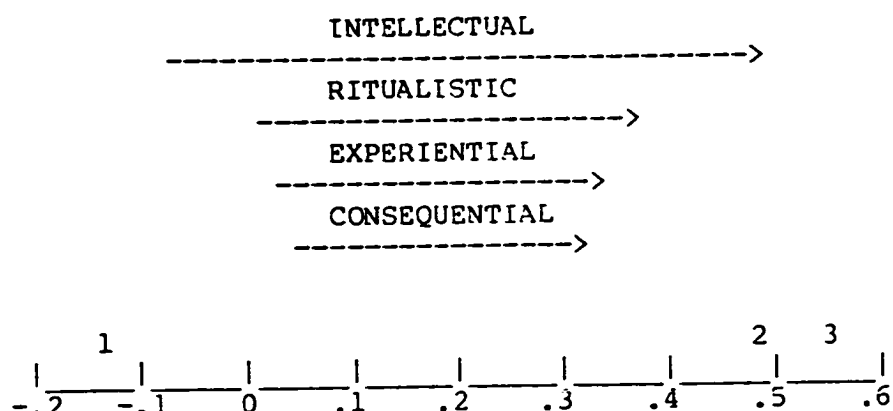 INTELLECTUAL
-------------------------------->
RITUALISTIC
--------------------->
EXPERIENTIAL
------------------>
CONSEQUENTIAL
---------------->
1 2 3
-.2 -.1 0 .1 .2 .3 .4 .5 .6